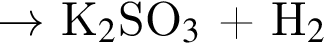 → K₂SO₃ + H₂